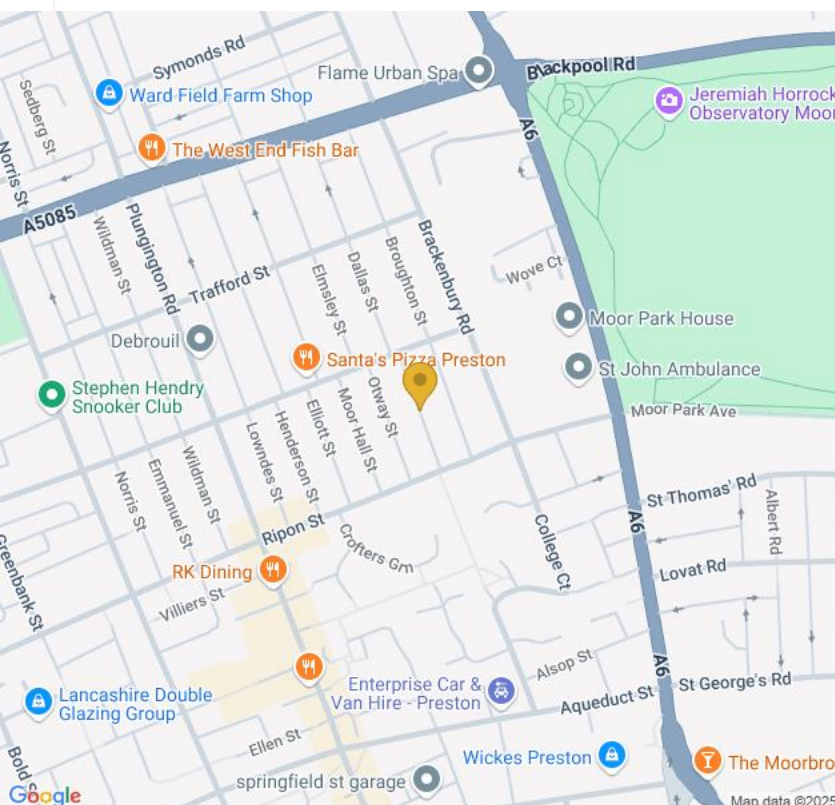 Symonds Rd
Flame Urban Spa
Blackpool Rd
Sedberg St
Ward Field Farm Shop
Jeremiah Horrock
Observatory Moor
A6
The West End Fish Bar
Norris St
A5085
Wildman St
Plungington Rd
Trafford St
Elmsley St
Dallas St
Broughton St
Brackenbury Rd
Wove Ct
Moor Park House
Debrouil
Santa's Pizza Preston
St John Ambulance
Stephen Hendry
Snooker Club
Otway St
Moor Hall St
Elliott St
Henderson St
Lowndes St
Moor Park Ave
Norris St
Emmanuel St
Wildman St
Ripon St
Crofters Grn
College Ct
A6
St Thomas' Rd
Albert Rd
Greenbank St
RK Dining
Villiers St
Lovat Rd
Alsop St
A6
Lancashire Double
Glazing Group
Enterprise Car &
Van Hire - Preston
Aqueduct St
St George's Rd
Ellen St
Bold S
Wickes Preston
The Moorbro
springfield st garage
Google
Map data ©2025